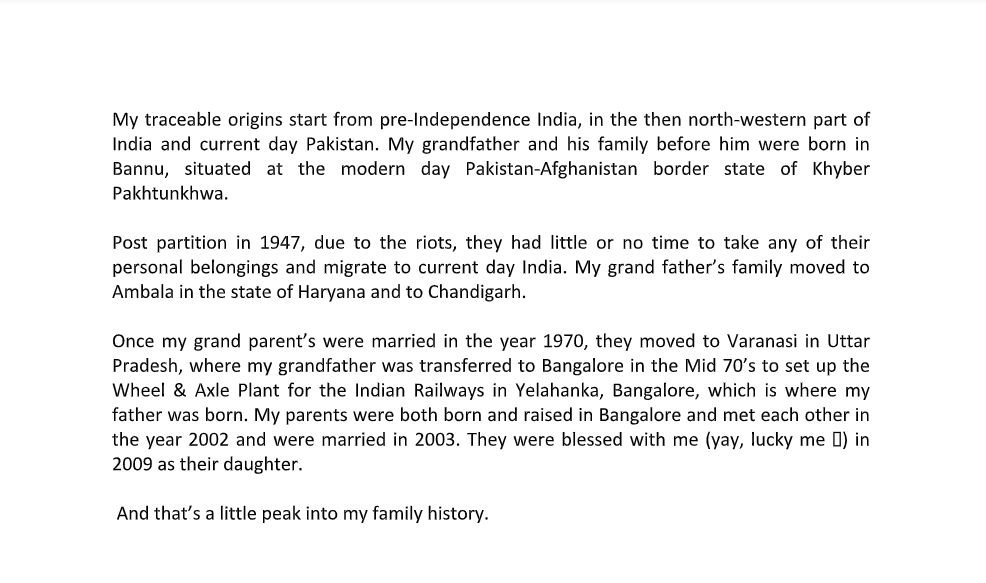 My traceable origins start from pre-Independence India, in the then north-western part of
India and current day Pakistan. My grandfather and his family before him were born in
Bannu, situated at the modern day Pakistan-Afghanistan border state of Khyber
Pakhtunkhwa.
Post partition in 1947, due to the riots, they had little or no time to take any of their
personal belongings and migrate to current day India. My grand father’s family moved to
Ambala in the state of Haryana and to Chandigarh.
Once my grand parent’s were married in the year 1970, they moved to Varanasi in Uttar
Pradesh, where my grandfather was transferred to Bangalore in the Mid 70’s to set up the
Wheel & Axle Plant for the Indian Railways in Yelahanka, Bangalore, which is where my
father was born. My parents were both born and raised in Bangalore and met each other in
the year 2002 and were married in 2003. They were blessed with me (yay, lucky me ▯) in
2009 as their daughter.
And that’s a little peak into my family history.